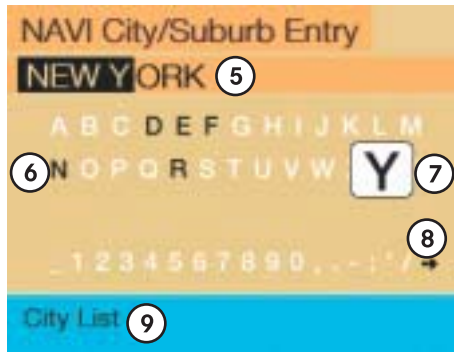 NAVI City/Suburb Entry
NEW YORK 5
A B C D E F G H I J K L M
6 N O P Q R S T U V W Y 7
8
_ 1 2 3 4 5 6 7 8 9 0 , . - : ' / →
City List 9